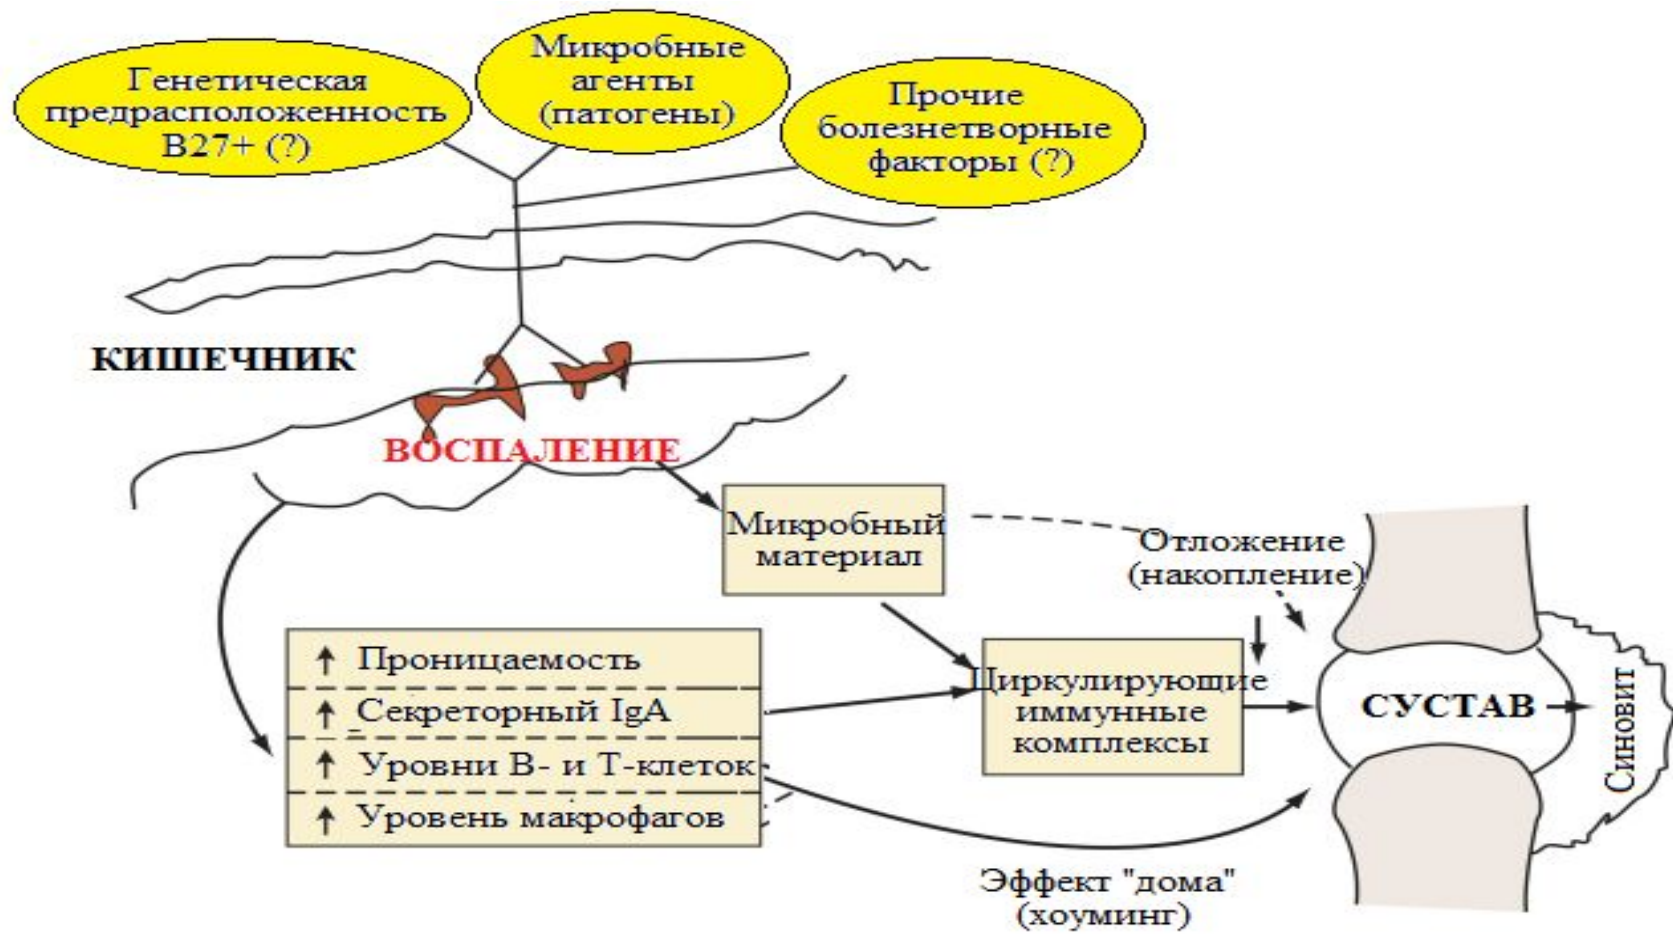 Генетическая
предрасположенность
В27+ (?)
Микробные
агенты
(патогены)
Прочие
болезнетворные
факторы (?)
КИШЕЧНИК
ВОСПАЛЕНИЕ
Микробный
материал
Отложение
(накопление)
↑ Проницаемость
↑ Секреторный IgA
↑ Уровни В- и Т-клеток
↑ Уровень макрофагов
Циркулирующие
иммунные
комплексы
СУСТАВ
Синовит
Эффект "дома"
(хоуминг)